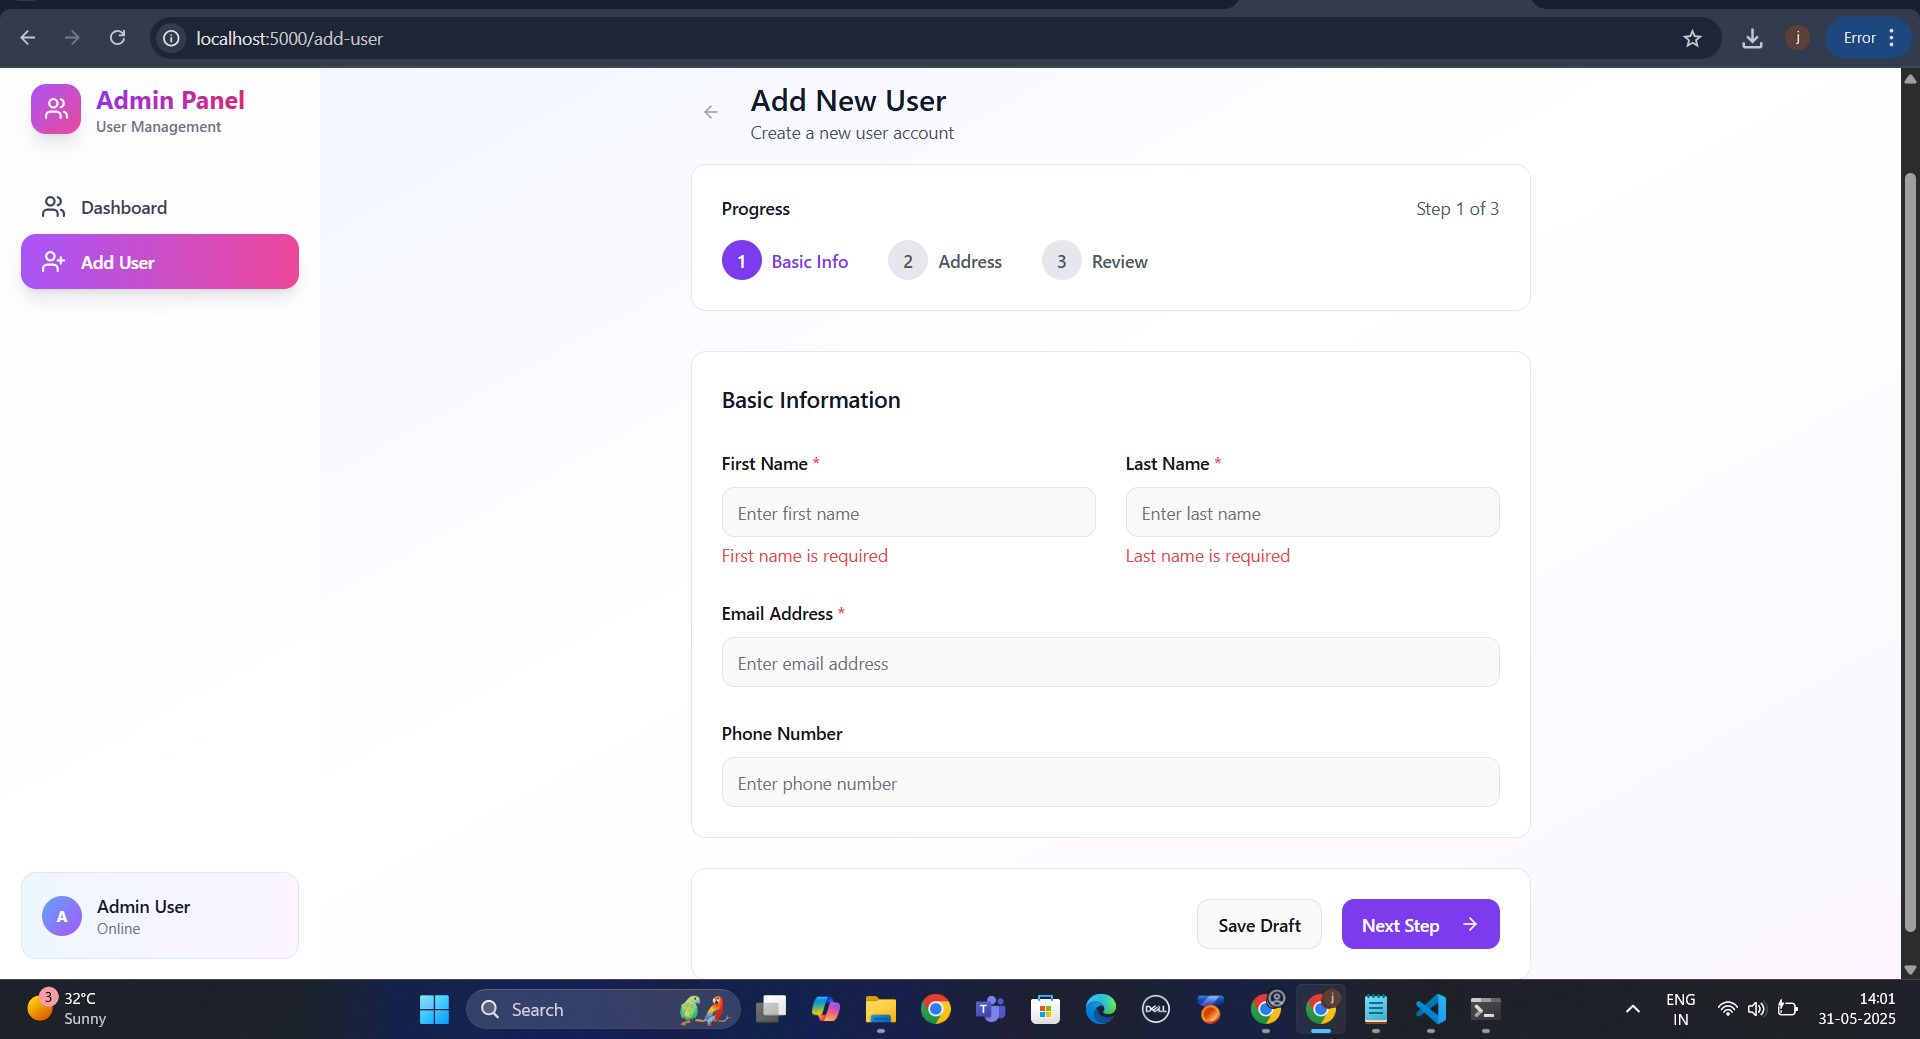 localhost:5000/add-user
j
Error
Admin Panel
User Management
Dashboard
Add User
Add New User
Create a new user account
Progress
Step 1 of 3
1 Basic Info
2 Address
3 Review
Basic Information
First Name *
Last Name *
Enter first name
Enter last name
First name is required
Last name is required
Email Address *
Enter email address
Phone Number
Enter phone number
Save Draft
Next Step
A
Admin User
Online
3
32°C
Sunny
Search
DELL
j
ENG
IN
14:01
31-05-2025